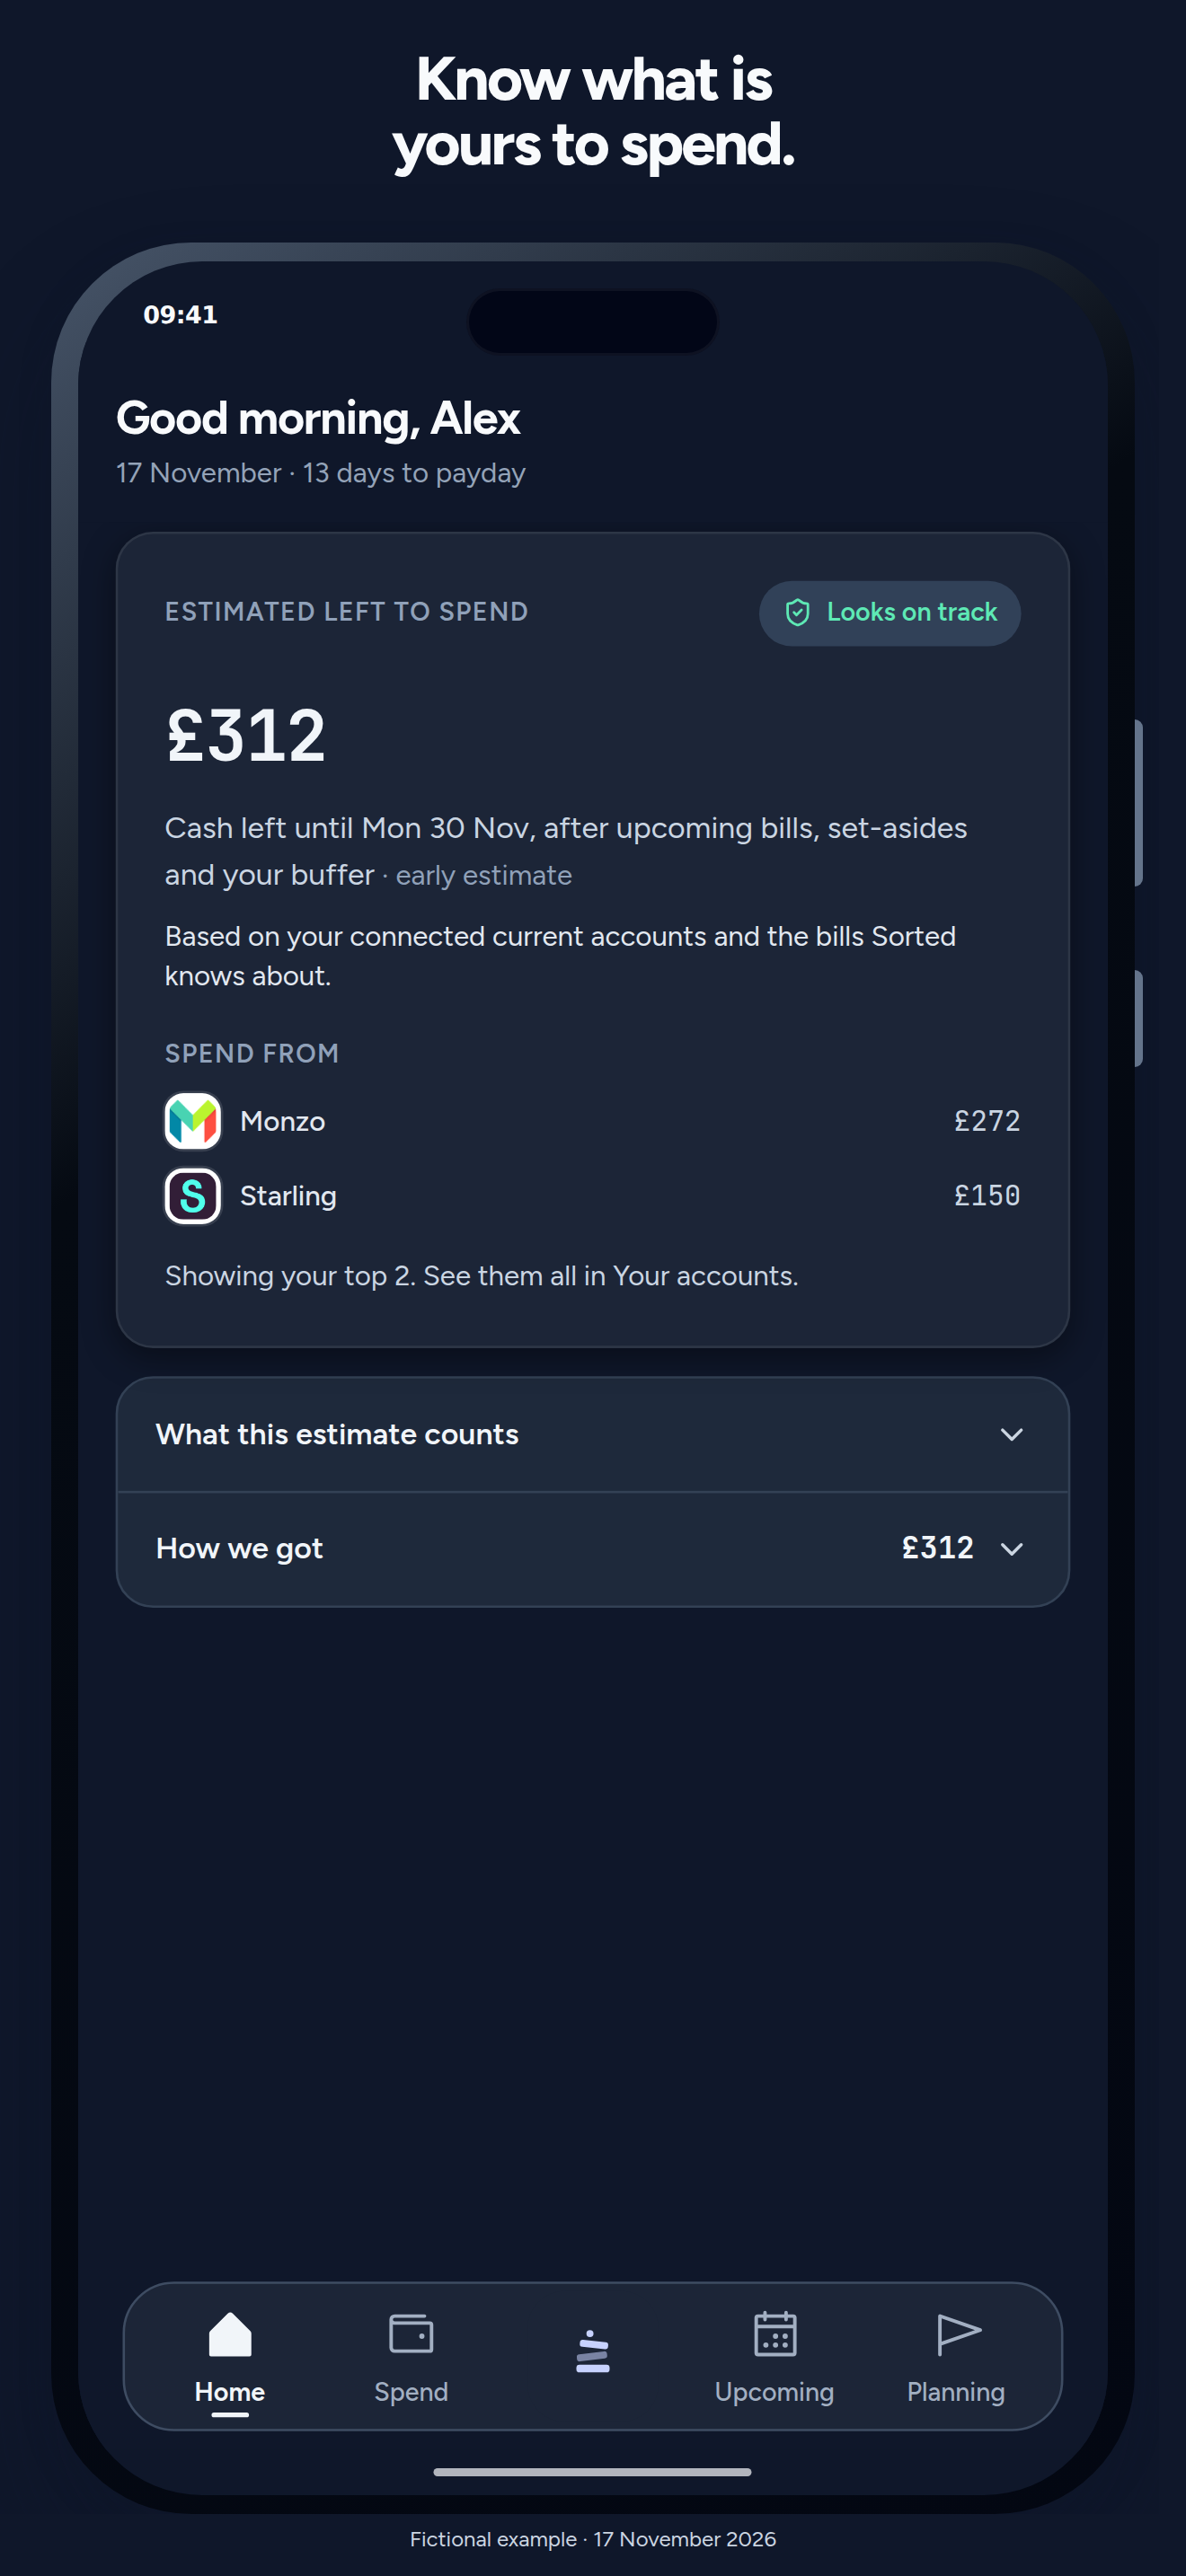 Know what is
yours to spend.
09:41
Good morning, Alex
17 November · 13 days to payday
ESTIMATED LEFT TO SPEND
Looks on track
£312
Cash left until Mon 30 Nov, after upcoming bills, set-asides
and your buffer · early estimate
Based on your connected current accounts and the bills Sorted
knows about.
SPEND FROM
Monzo £272
Starling £150
Showing your top 2. See them all in Your accounts.
What this estimate counts
How we got £312
Home Spend Upcoming Planning
Fictional example · 17 November 2026